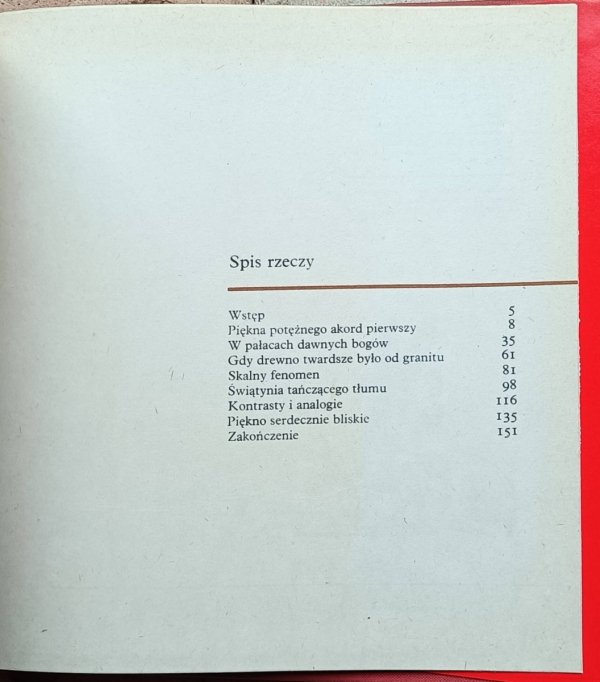 Spis rzeczy
Wstęp 5
Piękna potężnego akord pierwszy 8
W pałacach dawnych bogów 35
Gdy drewno twardsze było od granitu 61
Skalny fenomen 81
Świątynia tańczącego tłumu 98
Kontrasty i analogie 116
Piękno serdecznie bliskie 135
Zakończenie 151